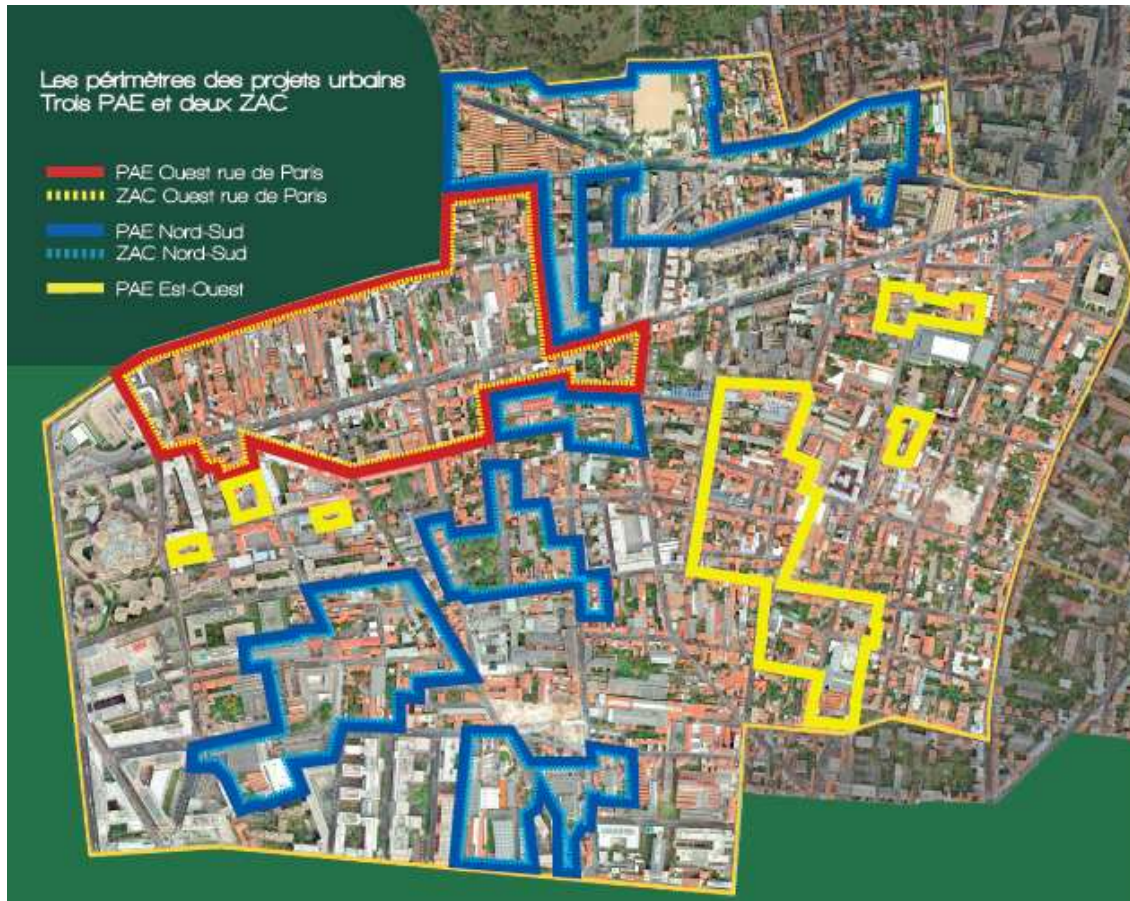 Les périmètres des projets urbains
Trois PAE et deux ZAC
PAE Ouest rue de Paris
ZAC Ouest rue de Paris
PAE Nord-Sud
ZAC Nord-Sud
PAE Est-Ouest